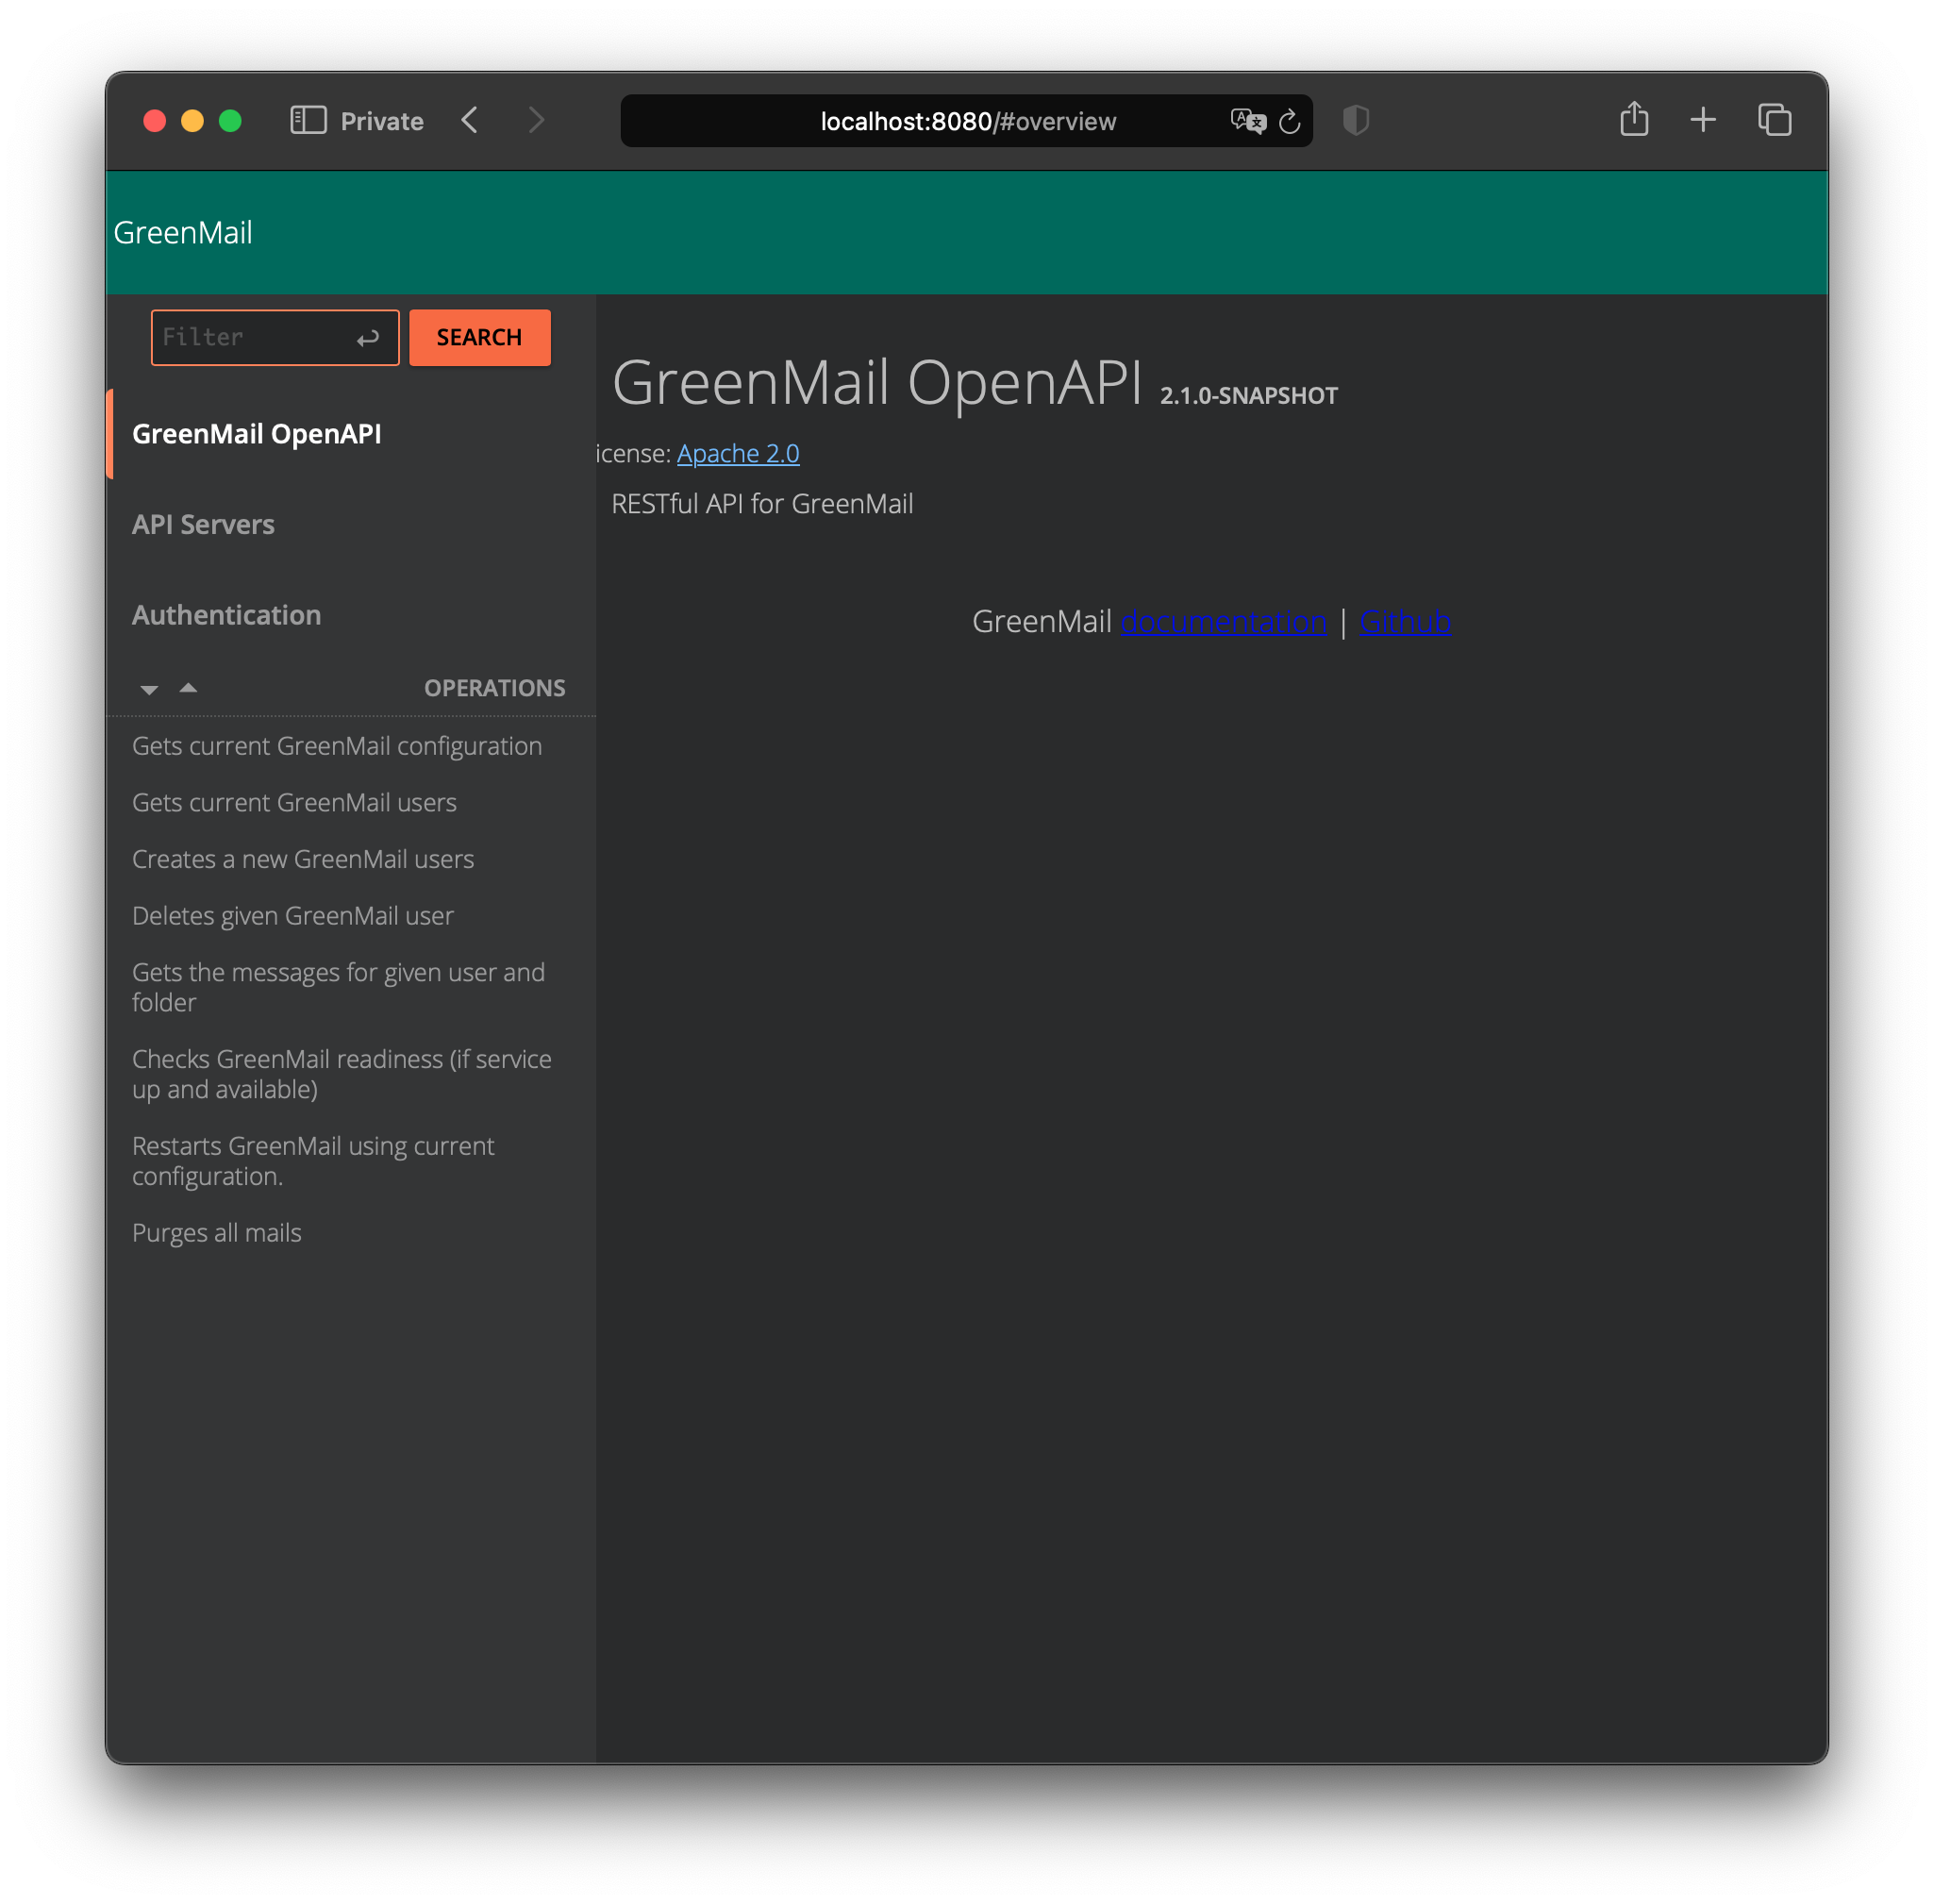 Private
localhost:8080/#overview
GreenMail
Filter
SEARCH
GreenMail OpenAPI
API Servers
Authentication
OPERATIONS
Gets current GreenMail configuration
Gets current GreenMail users
Creates a new GreenMail users
Deletes given GreenMail user
Gets the messages for given user and
folder
Checks GreenMail readiness (if service
up and available)
Restarts GreenMail using current
configuration.
Purges all mails
GreenMail OpenAPI 2.1.0-SNAPSHOT
icense: Apache 2.0
RESTful API for GreenMail
GreenMail documentation | Github